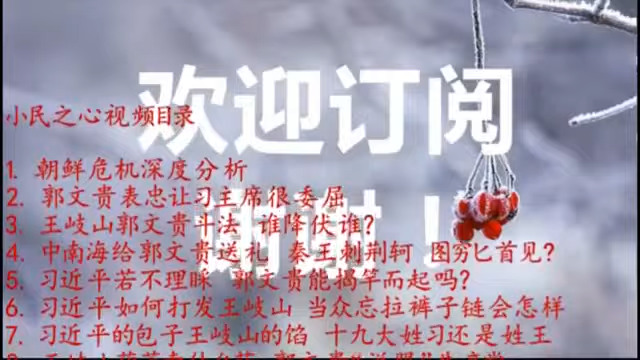 欢迎订阅
谢谢！
小民之心视频目录
1. 朝鲜危机深度分析
2. 郭文贵表忠让习主席很委屈
3. 王岐山郭文贵斗法 谁降伏谁?
4. 中南海给郭文贵送礼 秦王刺荆轲 图穷匕首见?
5. 习近平若不理睬 郭文贵能揭竿而起吗?
6. 习近平如何打发王岐山 当众忘拉裤子链会怎样
7. 习近平的包子王岐山的馅 十九大姓习还是姓王